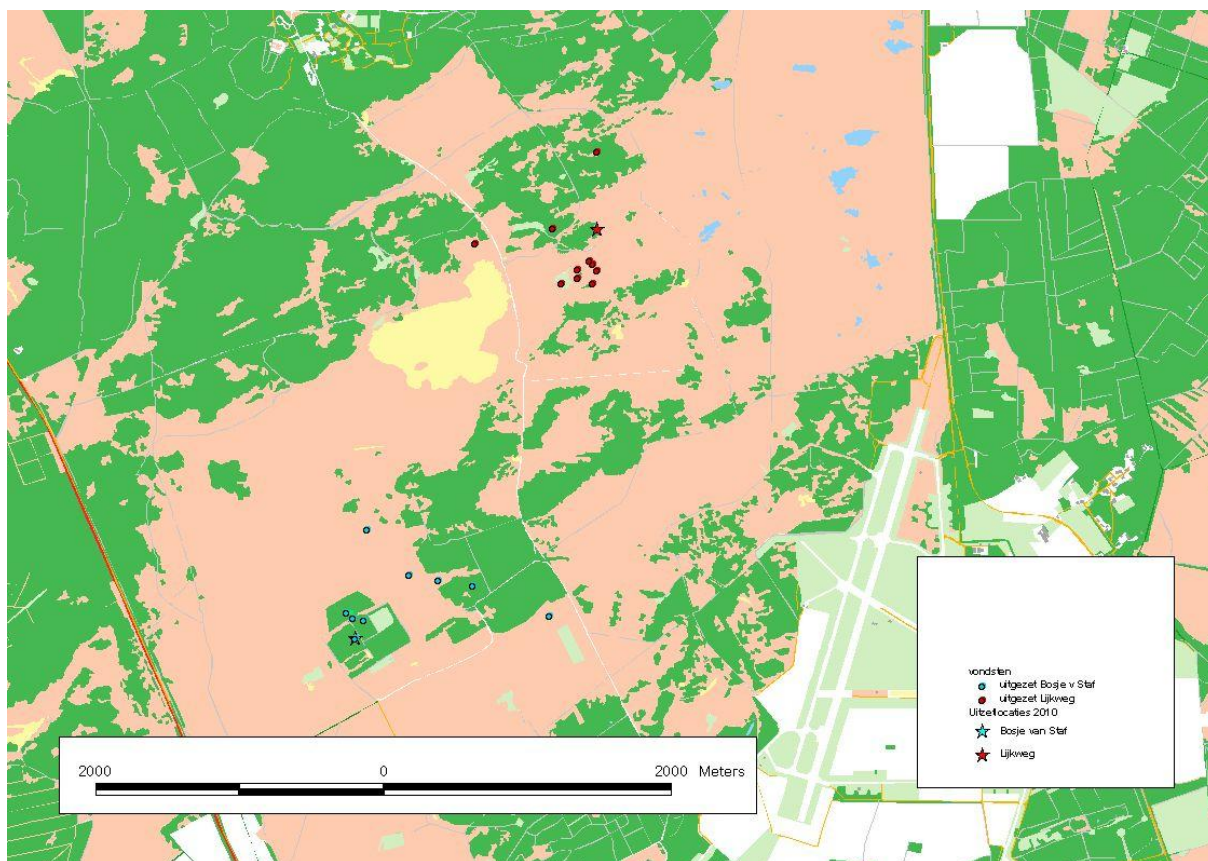 vondsten
uitgezet Bosje v Staf
uitgezet Lijkweg
Uitzetlocaties 2010
Bosje van Staf
Lijkweg
2000 0 2000 Meters